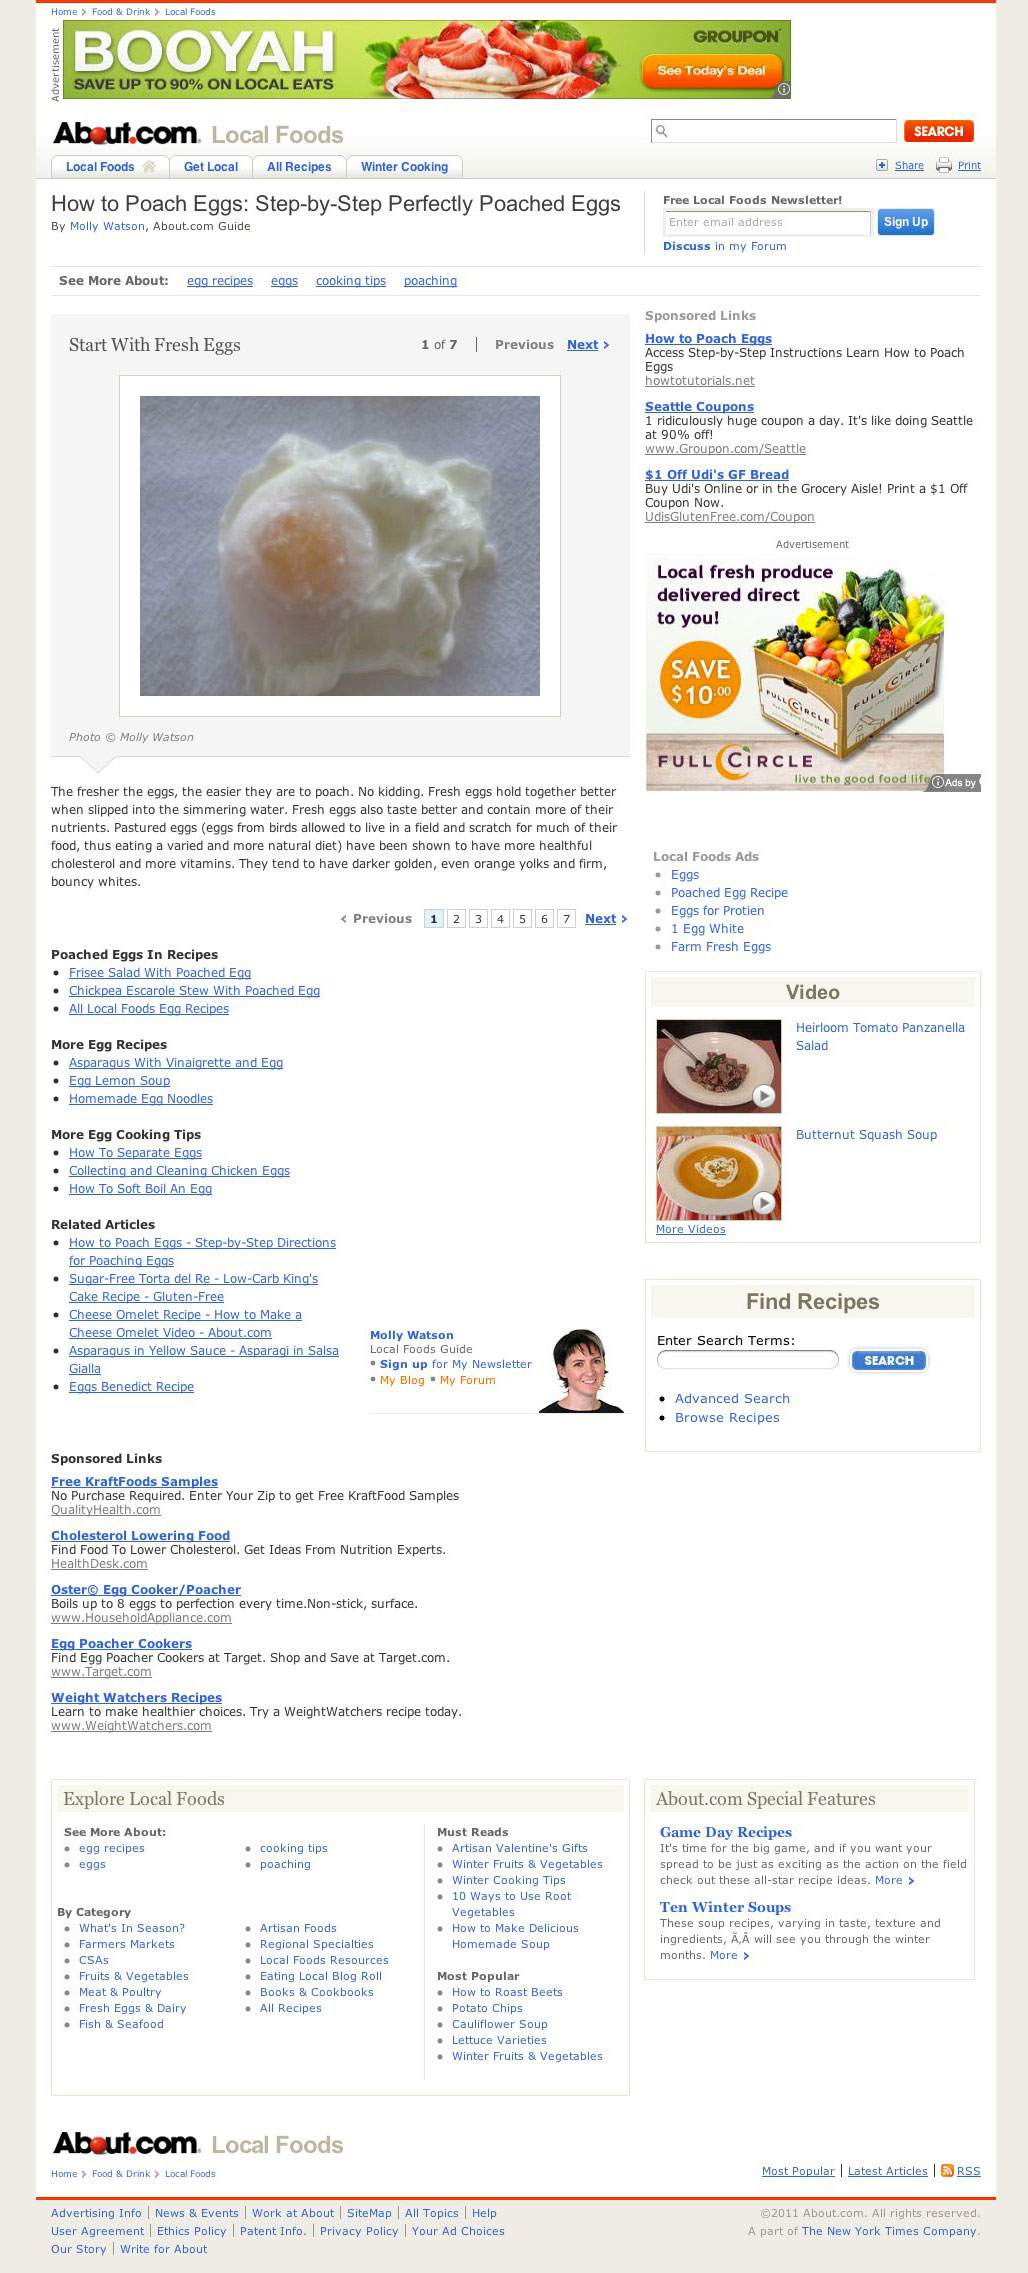 Home > Food & Drink > Local Foods
Advertisement
BOOYAH
SAVE UP TO 90% ON LOCAL EATS
GROUPON
See Today's Deal
About.com. Local Foods
SEARCH
Local Foods
Get Local
All Recipes
Winter Cooking
Share
Print
How to Poach Eggs: Step-by-Step Perfectly Poached Eggs
By Molly Watson, About.com Guide
Free Local Foods Newsletter!
Enter email address
Sign Up
Discuss in my Forum
See More About: egg recipes eggs cooking tips poaching
Start With Fresh Eggs
1 of 7 | Previous Next >
Photo © Molly Watson
The fresher the eggs, the easier they are to poach. No kidding. Fresh eggs hold together better
when slipped into the simmering water. Fresh eggs also taste better and contain more of their
nutrients. Pastured eggs (eggs from birds allowed to live in a field and scratch for much of their
food, thus eating a varied and more natural diet) have been shown to have more healthful
cholesterol and more vitamins. They tend to have darker golden, even orange yolks and firm,
bouncy whites.
< Previous 1 2 3 4 5 6 7 Next >
Poached Eggs In Recipes
Frisee Salad With Poached Egg
Chickpea Escarole Stew With Poached Egg
All Local Foods Egg Recipes
More Egg Recipes
Asparagus With Vinaigrette and Egg
Egg Lemon Soup
Homemade Egg Noodles
More Egg Cooking Tips
How To Separate Eggs
Collecting and Cleaning Chicken Eggs
How To Soft Boil An Egg
Related Articles
How to Poach Eggs - Step-by-Step Directions
for Poaching Eggs
Sugar-Free Torta del Re - Low-Carb King's
Cake Recipe - Gluten-Free
Cheese Omelet Recipe - How to Make a
Cheese Omelet Video - About.com
Asparagus in Yellow Sauce - Asparagi in Salsa
Gialla
Eggs Benedict Recipe
Molly Watson
Local Foods Guide
Sign up for My Newsletter
My Blog • My Forum
Sponsored Links
Free KraftFoods Samples
No Purchase Required. Enter Your Zip to get Free KraftFood Samples
QualityHealth.com
Cholesterol Lowering Food
Find Food To Lower Cholesterol. Get Ideas From Nutrition Experts.
HealthDesk.com
Oster© Egg Cooker/Poacher
Boils up to 8 eggs to perfection every time.Non-stick, surface.
www.HouseholdAppliance.com
Egg Poacher Cookers
Find Egg Poacher Cookers at Target. Shop and Save at Target.com.
www.Target.com
Weight Watchers Recipes
Learn to make healthier choices. Try a WeightWatchers recipe today.
www.WeightWatchers.com
Sponsored Links
How to Poach Eggs
Access Step-by-Step Instructions Learn How to Poach
Eggs
howtotutorials.net
Seattle Coupons
1 ridiculously huge coupon a day. It's like doing Seattle
at 90% off!
www.Groupon.com/Seattle
$1 Off Udi's GF Bread
Buy Udi's Online or in the Grocery Aisle! Print a $1 Off
Coupon Now.
UdisGlutenFree.com/Coupon
Advertisement
Local fresh produce
delivered direct
to you!
SAVE
$10.00
FULL CIRCLE
FULL CIRCLE
FULL CIRCLE
live the good food life
Ads by
Local Foods Ads
Eggs
Poached Egg Recipe
Eggs for Protien
1 Egg White
Farm Fresh Eggs
Video
Heirloom Tomato Panzanella
Salad
Butternut Squash Soup
More Videos
Find Recipes
Enter Search Terms:
SEARCH
Advanced Search
Browse Recipes
Explore Local Foods
See More About:
egg recipes
eggs
cooking tips
poaching
By Category
What's In Season?
Farmers Markets
CSAs
Fruits & Vegetables
Meat & Poultry
Fresh Eggs & Dairy
Fish & Seafood
Artisan Foods
Regional Specialties
Local Foods Resources
Eating Local Blog Roll
Books & Cookbooks
All Recipes
Must Reads
Artisan Valentine's Gifts
Winter Fruits & Vegetables
Winter Cooking Tips
10 Ways to Use Root
Vegetables
How to Make Delicious
Homemade Soup
Most Popular
How to Roast Beets
Potato Chips
Cauliflower Soup
Lettuce Varieties
Winter Fruits & Vegetables
About.com Special Features
Game Day Recipes
It's time for the big game, and if you want your
spread to be just as exciting as the action on the field
check out these all-star recipe ideas. More >
Ten Winter Soups
These soup recipes, varying in taste, texture and
ingredients, Ã,Â will see you through the winter
months. More >
About.com. Local Foods
Home > Food & Drink > Local Foods
Most Popular | Latest Articles | RSS
Advertising Info | News & Events | Work at About | SiteMap | All Topics | Help
User Agreement | Ethics Policy | Patent Info. | Privacy Policy | Your Ad Choices
Our Story | Write for About
©2011 About.com. All rights reserved.
A part of The New York Times Company.